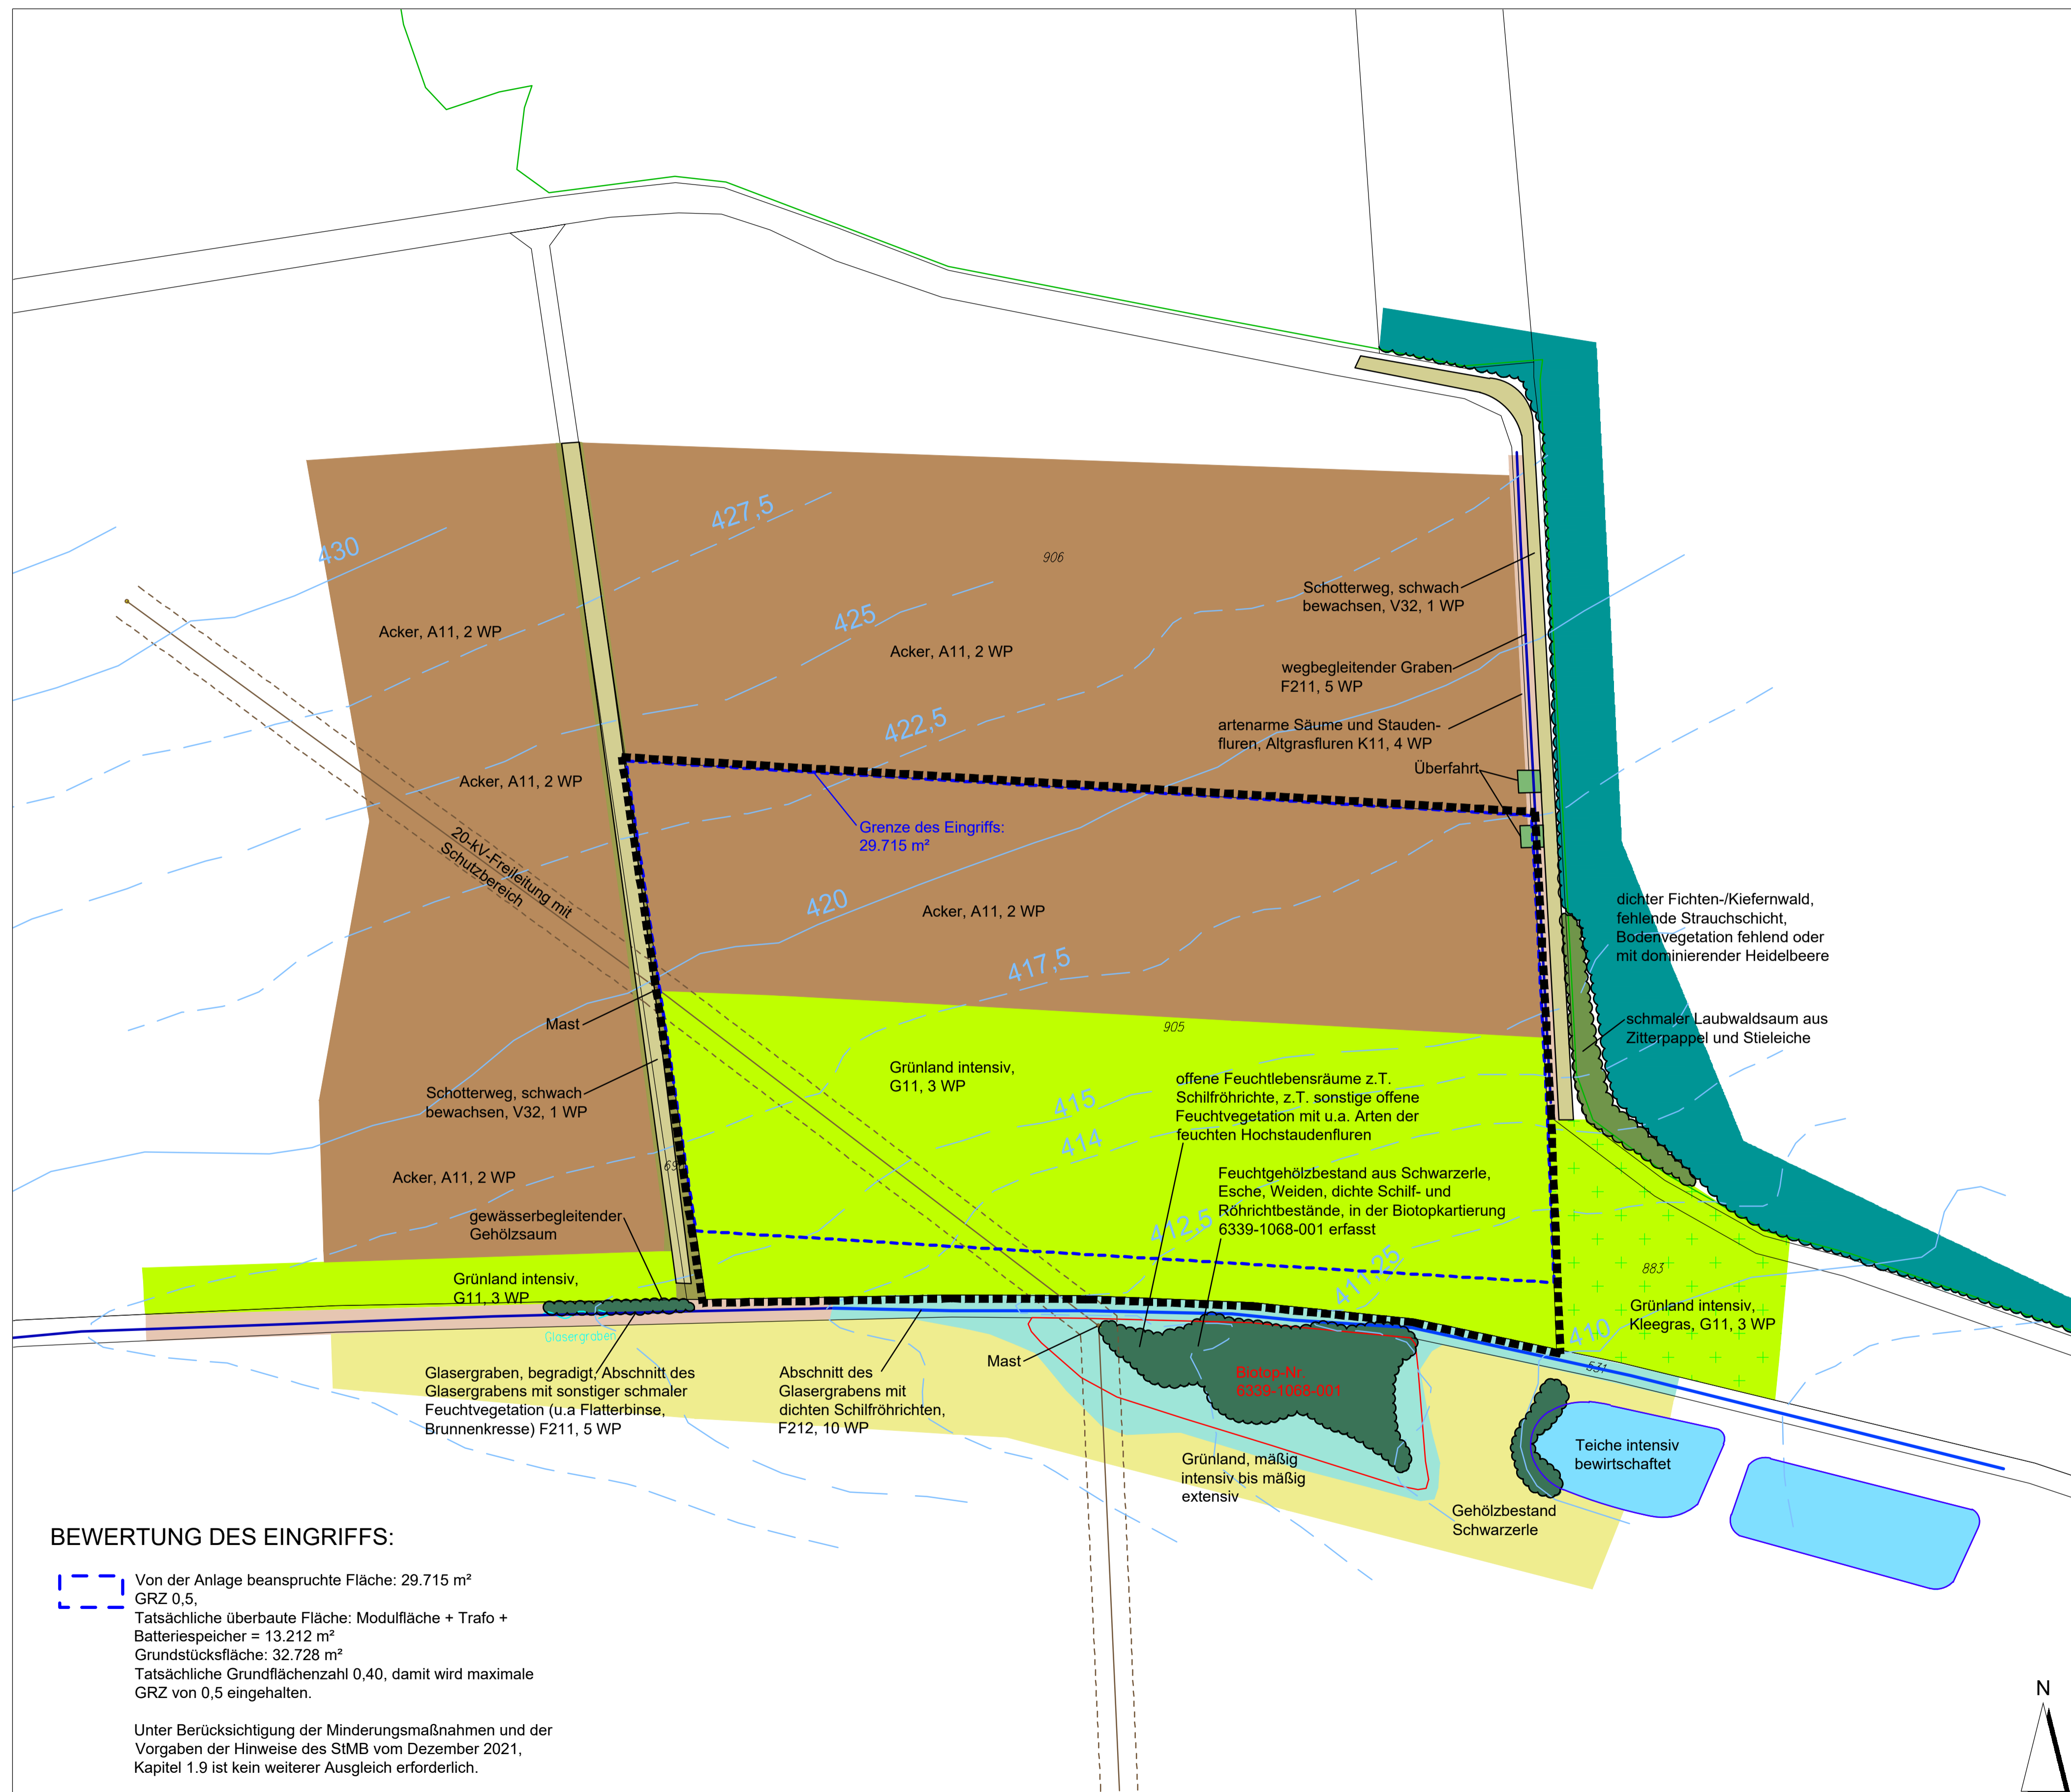 430
427,5
906
Acker, A11, 2 WP
425
Acker, A11, 2 WP
Schotterweg, schwach
bewachsen, V32, 1 WP
wegbegleitender Graben
F211, 5 WP
artenarme Säume und Stauden-
fluren, Altgrasfluren K11, 4 WP
422,5
Überfahrt
Acker, A11, 2 WP
20-kV-Freileitung mit
Schutzbereich
Grenze des Eingriffs:
29.715 m²
420
Acker, A11, 2 WP
dichter Fichten-/Kiefernwald,
fehlende Strauchschicht,
Bodenvegetation fehlend oder
mit dominierender Heidelbeere
417,5
Mast
905
schmaler Laubwaldsaum aus
Zitterpappel und Stieleiche
Grünland intensiv,
G11, 3 WP
Schotterweg, schwach
bewachsen, V32, 1 WP
415
414
offene Feuchtlebensräume z.T.
Schilfröhrichte, z.T. sonstige offene
Feuchtvegetation mit u.a. Arten der
feuchten Hochstaudenfluren
Acker, A11, 2 WP
Feuchtgehölzbestand aus Schwarzerle,
Esche, Weiden, dichte Schilf- und
Röhrichtbestände, in der Biotopkartierung
6339-1068-001 erfasst
gewässerbegleitender
Gehölzsaum
412,5
411,25
883
Grünland intensiv,
G11, 3 WP
Grünland intensiv,
Kleegras, G11, 3 WP
410
Glasergraben
531
Mast
Glasergraben, begradigt, Abschnitt des
Glasergrabens mit sonstiger schmaler
Feuchtvegetation (u.a Flatterbinse,
Brunnenkresse) F211, 5 WP
Abschnitt des
Glasergrabens mit
dichten Schilfröhrichten,
F212, 10 WP
Biotop-Nr.
6339-1068-001
Grünland, mäßig
intensiv bis mäßig
extensiv
Teiche intensiv
bewirtschaftet
Gehölzbestand
Schwarzerle
BEWERTUNG DES EINGRIFFS:
Von der Anlage beanspruchte Fläche: 29.715 m²
GRZ 0,5,
Tatsächliche überbaute Fläche: Modulfläche + Trafo +
Batteriespeicher = 13.212 m²
Grundstücksfläche: 32.728 m²
Tatsächliche Grundflächenzahl 0,40, damit wird maximale
GRZ von 0,5 eingehalten.
Unter Berücksichtigung der Minderungsmaßnahmen und der
Vorgaben der Hinweise des StMB vom Dezember 2021,
Kapitel 1.9 ist kein weiterer Ausgleich erforderlich.
N